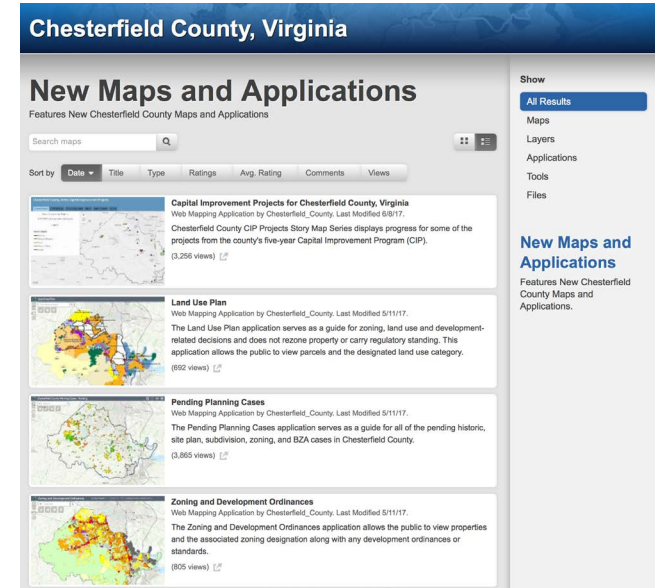 Chesterfield County, Virginia
New Maps and Applications
Features New Chesterfield County Maps and Applications
Search maps
Sort by Date Title Type Ratings Avg. Rating Comments Views
Capital Improvement Projects for Chesterfield County, Virginia
Web Mapping Application by Chesterfield_County. Last Modified 6/8/17.
Chesterfield County CIP Projects Story Map Series displays progress for some of the
projects from the county's five-year Capital Improvement Program (CIP).
(3,256 views)
Land Use Plan
Web Mapping Application by Chesterfield_County. Last Modified 5/11/17.
The Land Use Plan application serves as a guide for zoning, land use and development-
related decisions and does not rezone property or carry regulatory standing. This
application allows the public to view parcels and the designated land use category.
(692 views)
Pending Planning Cases
Web Mapping Application by Chesterfield_County. Last Modified 5/11/17.
The Pending Planning Cases application serves as a guide for all of the pending historic,
site plan, subdivision, zoning, and BZA cases in Chesterfield County.
(3,865 views)
Zoning and Development Ordinances
Web Mapping Application by Chesterfield_County. Last Modified 5/11/17.
The Zoning and Development Ordinances application allows the public to view properties
and the associated zoning designation along with any development ordinances or
standards.
(805 views)
Show
All Results
Maps
Layers
Applications
Tools
Files
New Maps and
Applications
Features New Chesterfield
County Maps and
Applications.